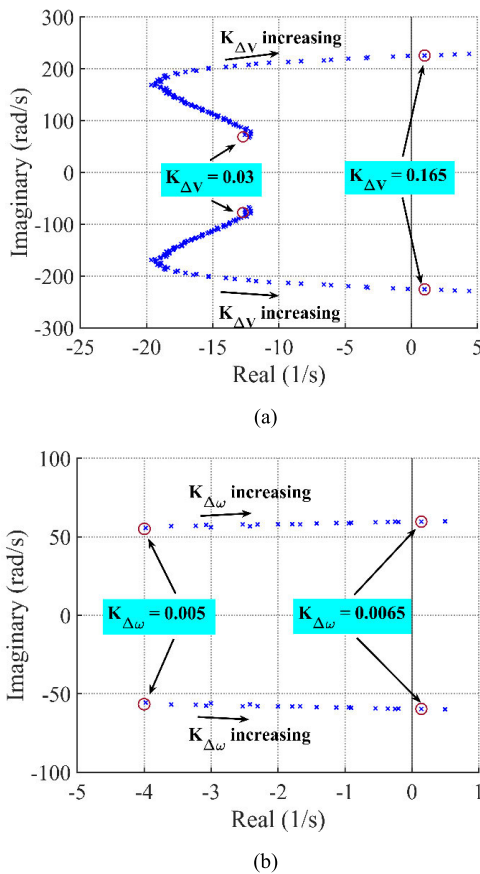 300
200
100
0
-100
-200
-300
-25
-20
-15
-10
-5
0
5
Imaginary (rad/s)
Real (1/s)
K_ΔV increasing
K_ΔV = 0.03
K_ΔV = 0.165
K_ΔV increasing
(a)
100
50
0
-50
-100
-5
-4
-3
-2
-1
0
1
Imaginary (rad/s)
Real (1/s)
K_Δω increasing
K_Δω = 0.005
K_Δω = 0.0065
K_Δω increasing
(b)